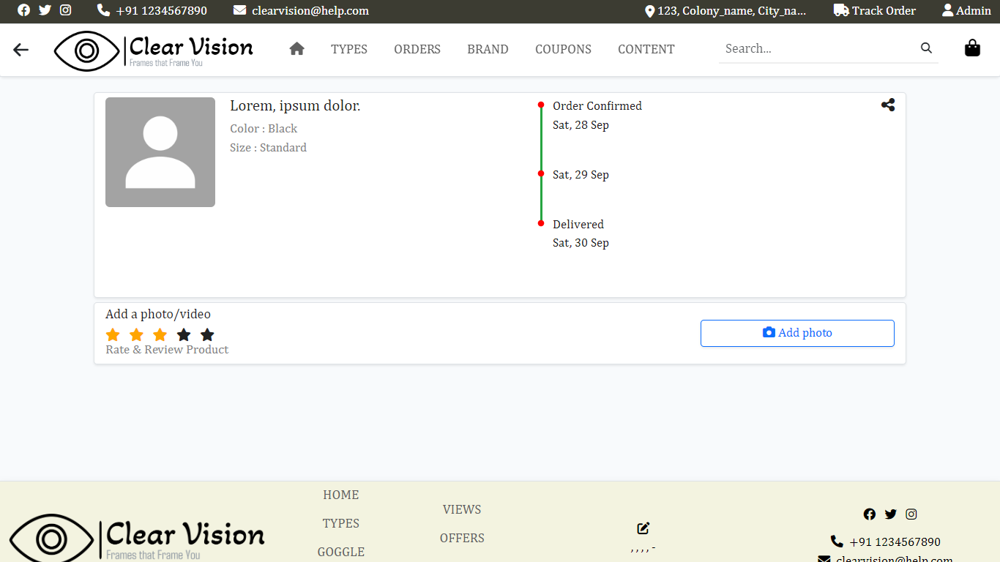 +91 1234567890 clearvision@help.com 123, Colony_name, City_na... Track Order Admin
Clear Vision
Frames that Frame You
TYPES ORDERS BRAND COUPONS CONTENT Search...
Lorem, ipsum dolor.
Color : Black
Size : Standard
Order Confirmed
Sat, 28 Sep
Sat, 29 Sep
Delivered
Sat, 30 Sep
Add a photo/video
Rate & Review Product
Add photo
Clear Vision
Frames that Frame You
HOME
TYPES
GOGGLE
VIEWS
OFFERS
, , , , -
+91 1234567890
clearvision@help.com